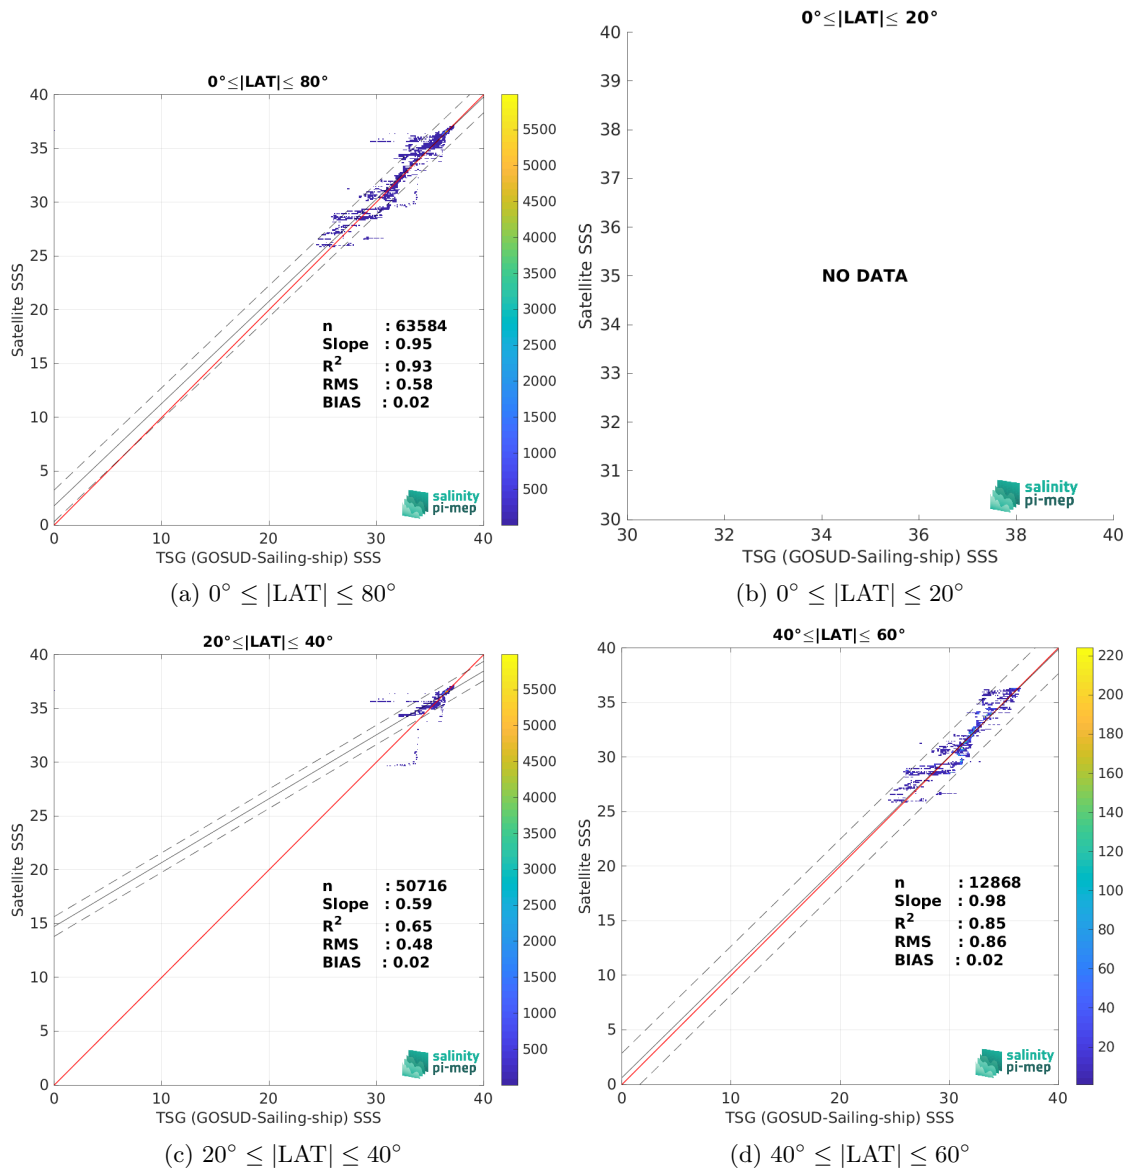 0°≤|LAT|≤ 80°
40
35
30
25
20
15
10
5
0
Satellite SSS
0 10 20 30 40
TSG (GOSUD-Sailing-ship) SSS
n : 63584
Slope : 0.95
R² : 0.93
RMS : 0.58
BIAS : 0.02
salinity
pi-mep
5500
5000
4500
4000
3500
3000
2500
2000
1500
1000
500
(a) 0° ≤ |LAT| ≤ 80°
0°≤|LAT|≤ 20°
40
39
38
37
36
35
34
33
32
31
30
Satellite SSS
NO DATA
salinity
pi-mep
30 32 34 36 38 40
TSG (GOSUD-Sailing-ship) SSS
(b) 0° ≤ |LAT| ≤ 20°
20°≤|LAT|≤ 40°
40
35
30
25
20
15
10
5
0
Satellite SSS
0 10 20 30 40
TSG (GOSUD-Sailing-ship) SSS
n : 50716
Slope : 0.59
R² : 0.65
RMS : 0.48
BIAS : 0.02
salinity
pi-mep
5500
5000
4500
4000
3500
3000
2500
2000
1500
1000
500
(c) 20° ≤ |LAT| ≤ 40°
40°≤|LAT|≤ 60°
40
35
30
25
20
15
10
5
0
Satellite SSS
0 10 20 30 40
TSG (GOSUD-Sailing-ship) SSS
n : 12868
Slope : 0.98
R² : 0.85
RMS : 0.86
BIAS : 0.02
salinity
pi-mep
220
200
180
160
140
120
100
80
60
40
20
(d) 40° ≤ |LAT| ≤ 60°